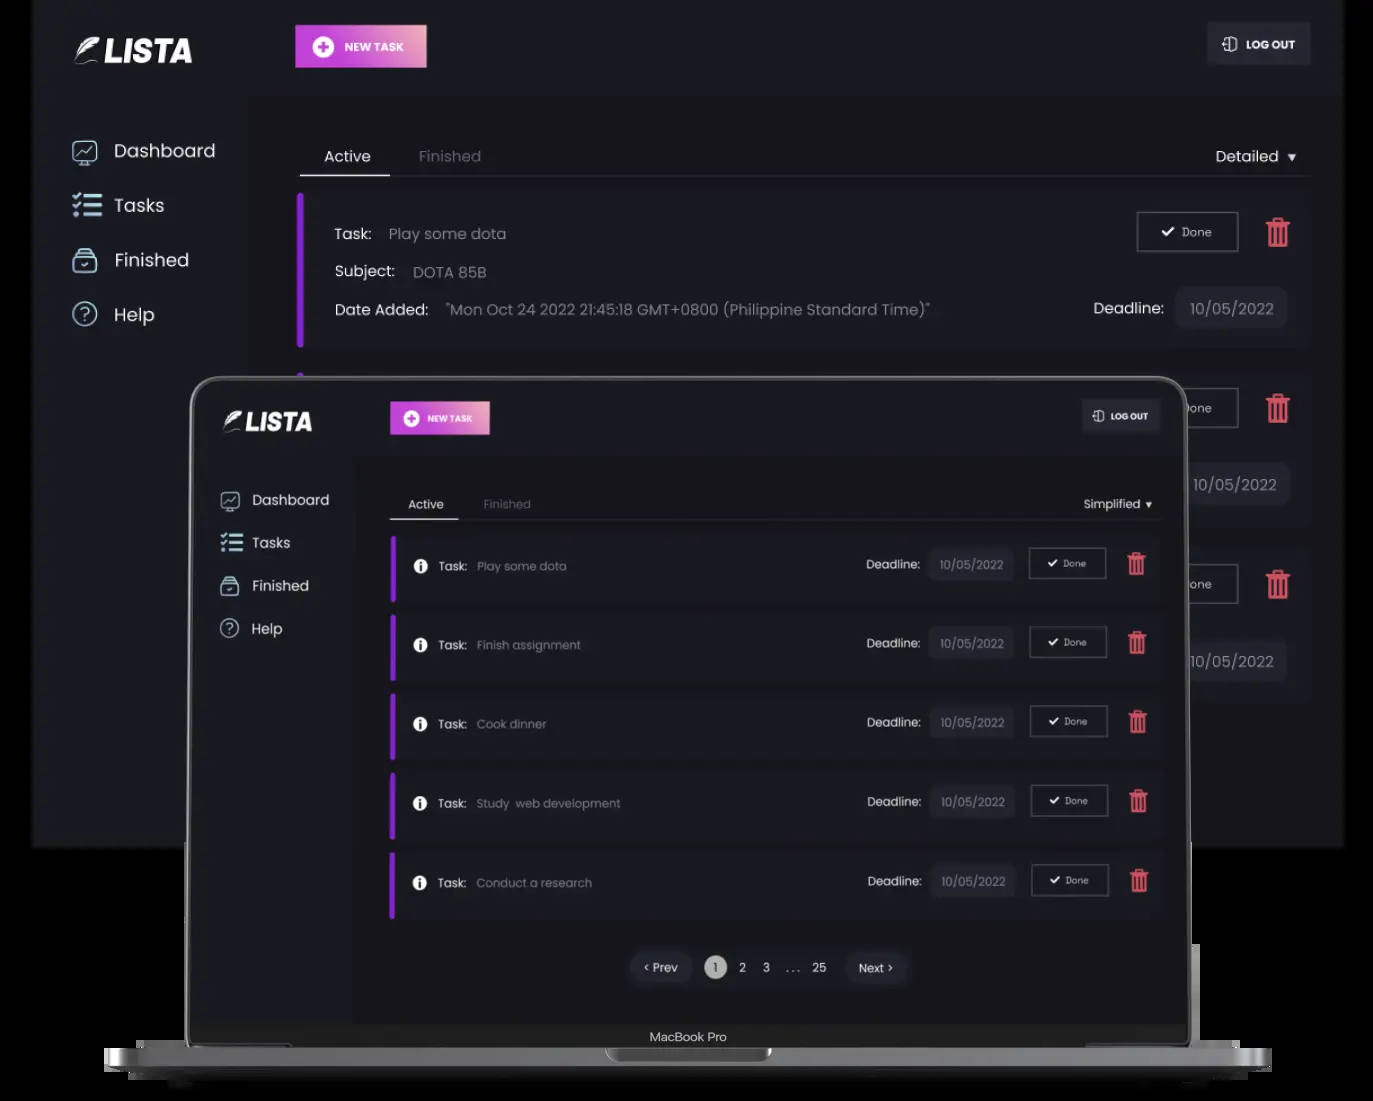 LISTA
NEW TASK
LOG OUT
Dashboard
Tasks
Finished
Help
Active Finished
Detailed ▼
Task: Play some dota
Done
Subject: DOTA 85B
Date Added: "Mon Oct 24 2022 21:45:18 GMT+0800 (Philippine Standard Time)"
Deadline: 10/05/2022
one
10/05/2022
one
10/05/2022
LISTA
NEW TASK
LOG OUT
Dashboard
Tasks
Finished
Help
Active Finished
Simplified ▼
Task: Play some dota Deadline: 10/05/2022 Done
Task: Finish assignment Deadline: 10/05/2022 Done
Task: Cook dinner Deadline: 10/05/2022 Done
Task: Study web development Deadline: 10/05/2022 Done
Task: Conduct a research Deadline: 10/05/2022 Done
‹ Prev 1 2 3 ... 25 Next ›
MacBook Pro